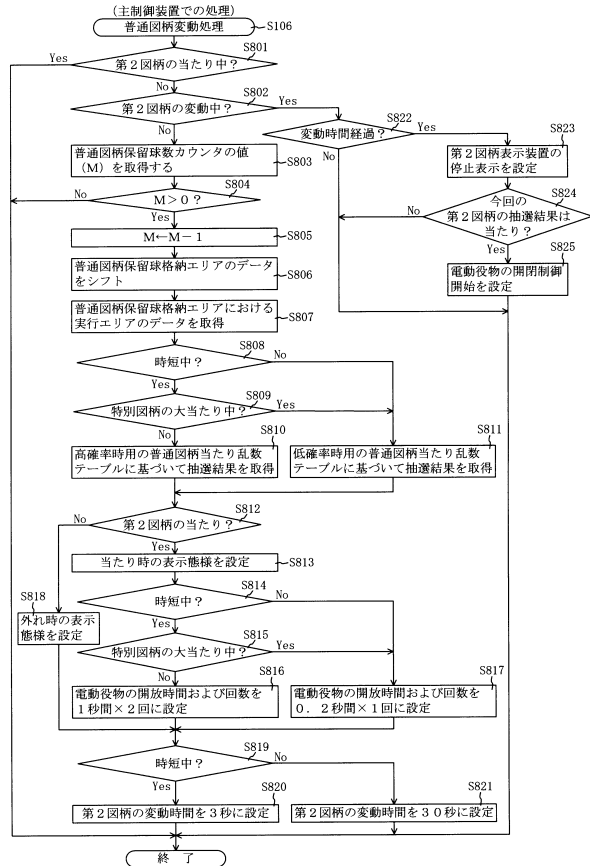 (主制御装置での処理)
普通図柄変動処理
S106
S801
Yes
第2図柄の当たり中?
No
S802
第2図柄の変動中?
Yes
No
S822
変動時間経過?
Yes
No
S823
第2図柄表示装置の
停止表示を設定
普通図柄保留球数カウンタの値
(M)を取得する
S803
S804
No
M>0?
Yes
S824
今回の
第2図柄の抽選結果は
当たり?
No
Yes
M←M-1
S805
S825
電動役物の開閉制御
開始を設定
普通図柄保留球格納エリアのデータ
をシフト
S806
普通図柄保留球格納エリアにおける
実行エリアのデータを取得
S807
S808
時短中?
No
Yes
S809
特別図柄の大当たり中?
Yes
No
S810
高確率時用の普通図柄当たり乱数
テーブルに基づいて抽選結果を取得
S811
低確率時用の普通図柄当たり乱数
テーブルに基づいて抽選結果を取得
S812
No
第2図柄の当たり?
Yes
当たり時の表示態様を設定
S813
S814
時短中?
No
Yes
S818
外れ時の表示
態様を設定
S815
特別図柄の大当たり中?
Yes
No
S816
電動役物の開放時間および回数を
1秒間×2回に設定
S817
電動役物の開放時間および回数を
0.2秒間×1回に設定
S819
時短中?
No
Yes
S820
第2図柄の変動時間を3秒に設定
S821
第2図柄の変動時間を30秒に設定
終了